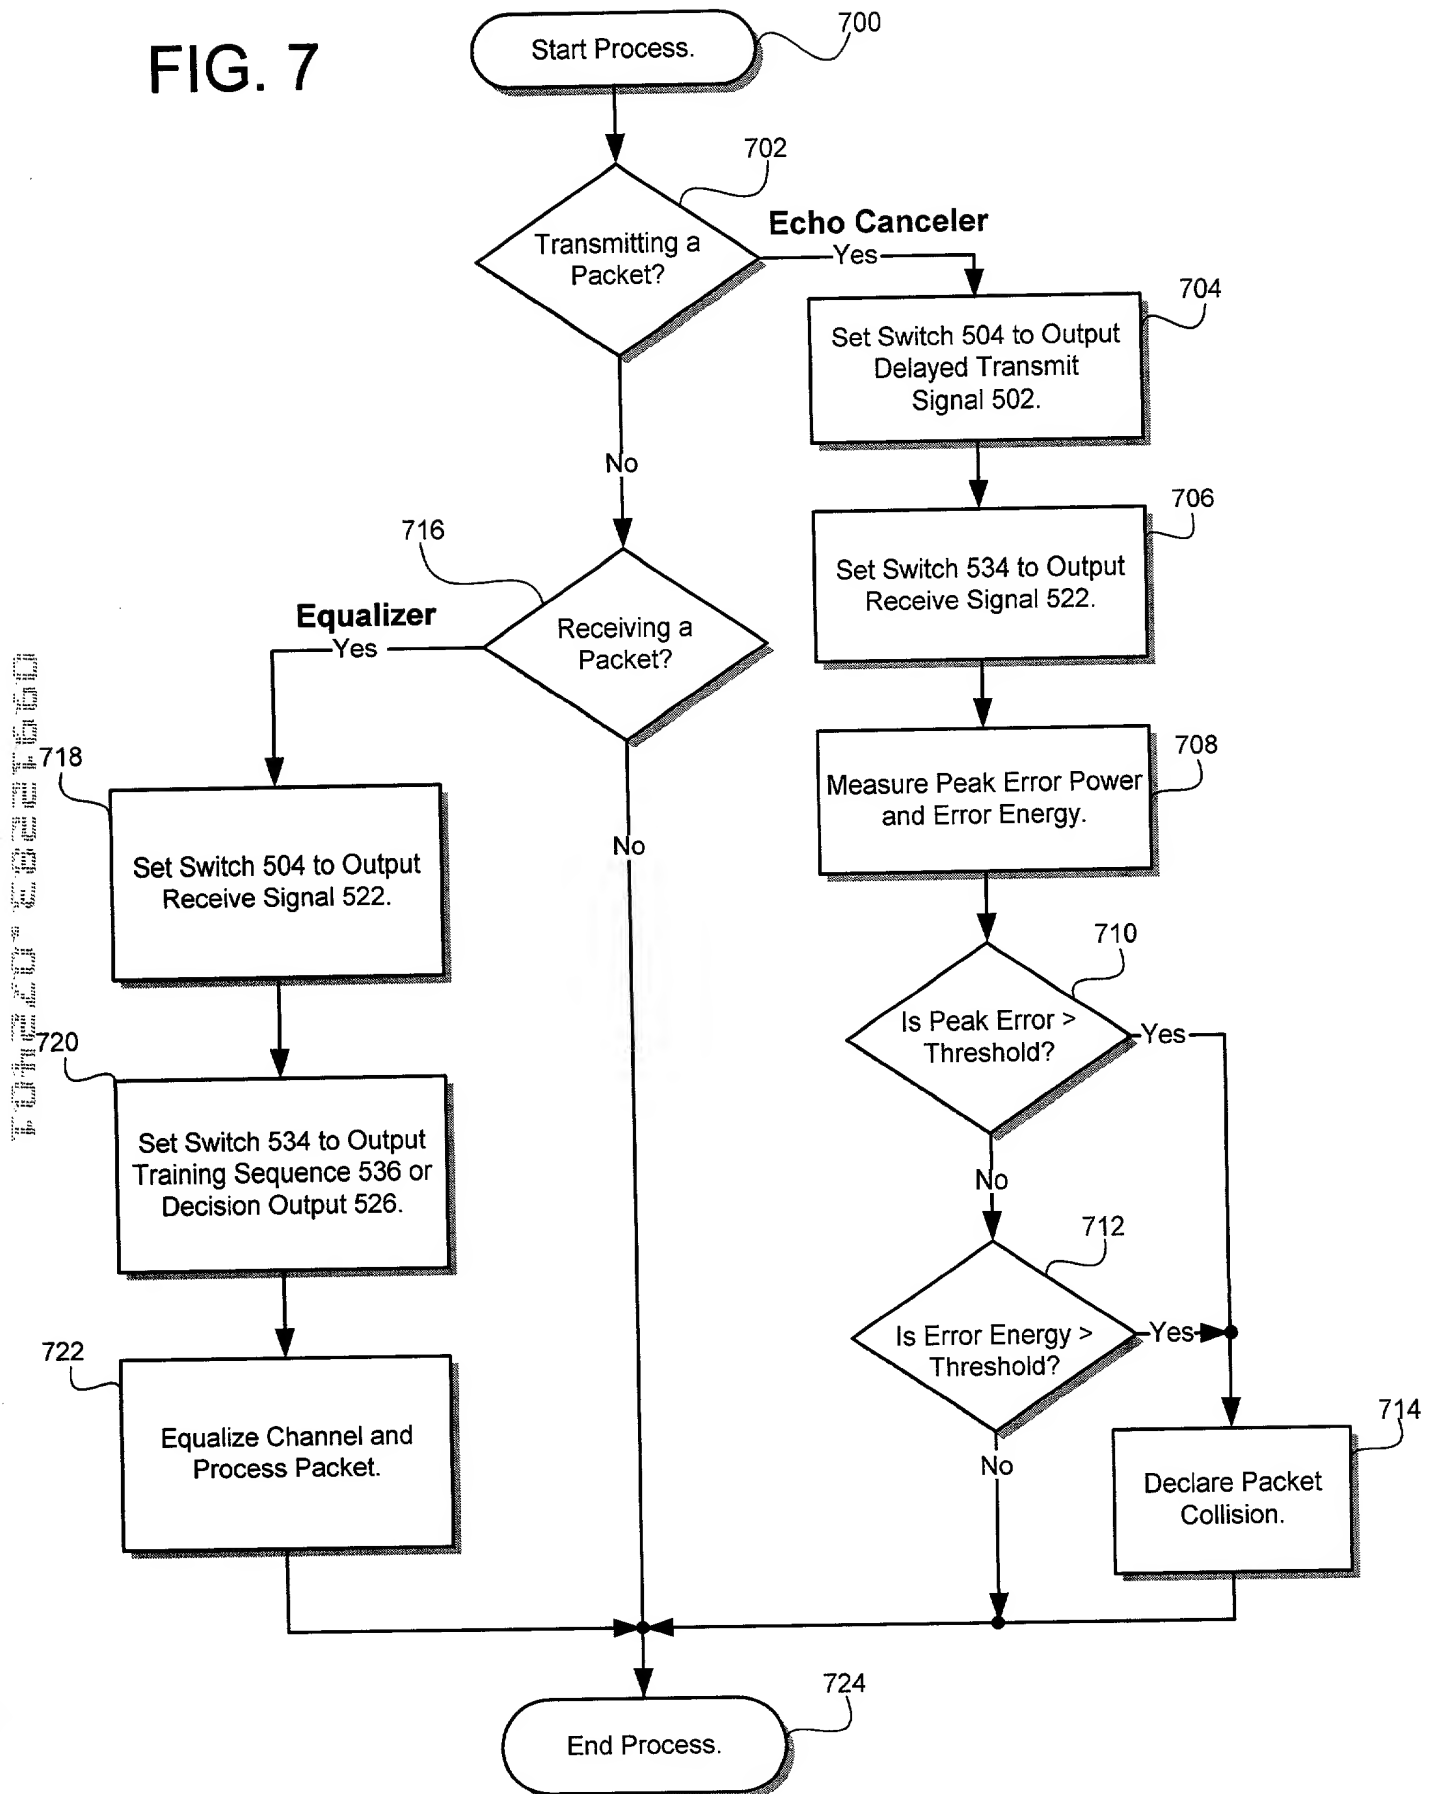 FIG. 7
Start Process.
700
702
Transmitting a
Packet?
Echo Canceler
Yes
704
Set Switch 504 to Output
Delayed Transmit
Signal 502.
No
706
Set Switch 534 to Output
Receive Signal 522.
716
Equalizer
Yes
Receiving a
Packet?
No
708
Measure Peak Error Power
and Error Energy.
718
Set Switch 504 to Output
Receive Signal 522.
710
Is Peak Error >
Threshold?
Yes
No
720
Set Switch 534 to Output
Training Sequence 536 or
Decision Output 526.
712
Is Error Energy >
Threshold?
Yes
No
722
Equalize Channel and
Process Packet.
714
Declare Packet
Collision.
724
End Process.